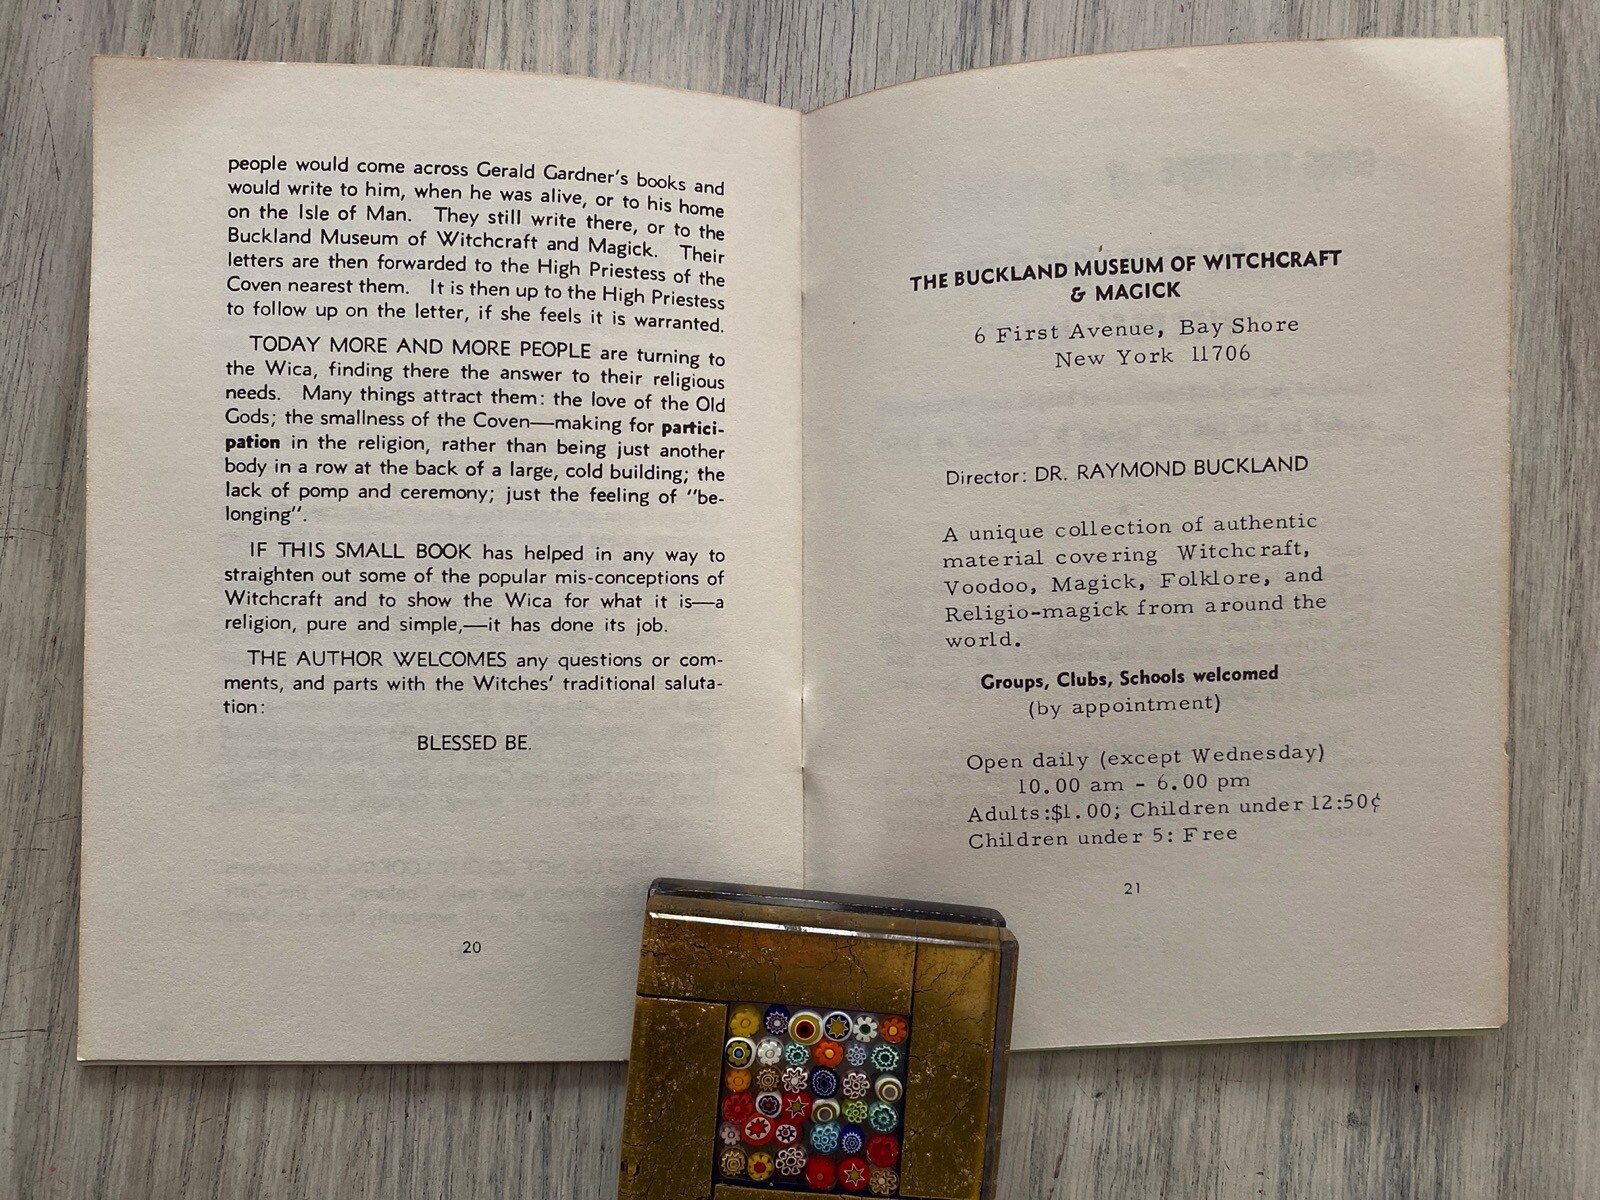 people would come across Gerald Gardner's books and
would write to him, when he was alive, or to his home
on the Isle of Man. They still write there, or to the
Buckland Museum of Witchcraft and Magick. Their
letters are then forwarded to the High Priestess of the
Coven nearest them. It is then up to the High Priestess
to follow up on the letter, if she feels it is warranted.
TODAY MORE AND MORE PEOPLE are turning to
the Wica, finding there the answer to their religious
needs. Many things attract them: the love of the Old
Gods; the smallness of the Coven—making for partici-
pation in the religion, rather than being just another
body in a row at the back of a large, cold building; the
lack of pomp and ceremony; just the feeling of "be-
longing".
IF THIS SMALL BOOK has helped in any way to
straighten out some of the popular mis-conceptions of
Witchcraft and to show the Wica for what it is—a
religion, pure and simple,—it has done its job.
THE AUTHOR WELCOMES any questions or com-
ments, and parts with the Witches' traditional saluta-
tion:
BLESSED BE.
20
THE BUCKLAND MUSEUM OF WITCHCRAFT
& MAGICK
6 First Avenue, Bay Shore
New York 11706
Director: DR. RAYMOND BUCKLAND
A unique collection of authentic
material covering Witchcraft,
Voodoo, Magick, Folklore, and
Religio-magick from around the
world.
Groups, Clubs, Schools welcomed
(by appointment)
Open daily (except Wednesday)
10.00 am - 6.00 pm
Adults:$1.00; Children under 12:50¢
Children under 5: Free
21